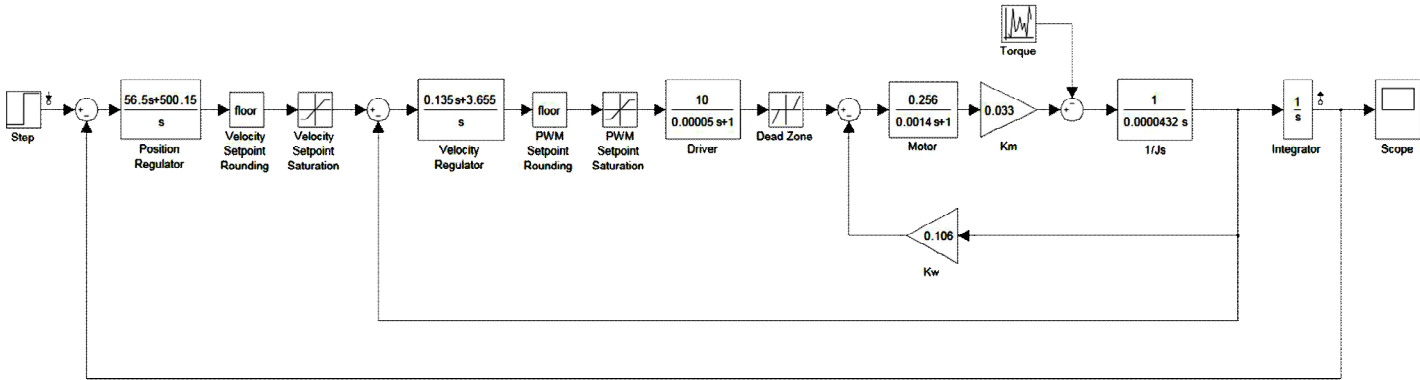 Torque
Step
56.5s+500.15
s
Position
Regulator
floor
Velocity
Setpoint
Rounding
Velocity
Setpoint
Saturation
0.135s+3.655
s
Velocity
Regulator
floor
PWM
Setpoint
Rounding
PWM
Setpoint
Saturation
10
0.00005 s+1
Driver
Dead Zone
0.256
0.0014 s+1
Motor
0.033
Km
1
0.0000432 s
1/Js
1
s
Integrator
Scope
0.106
Kw